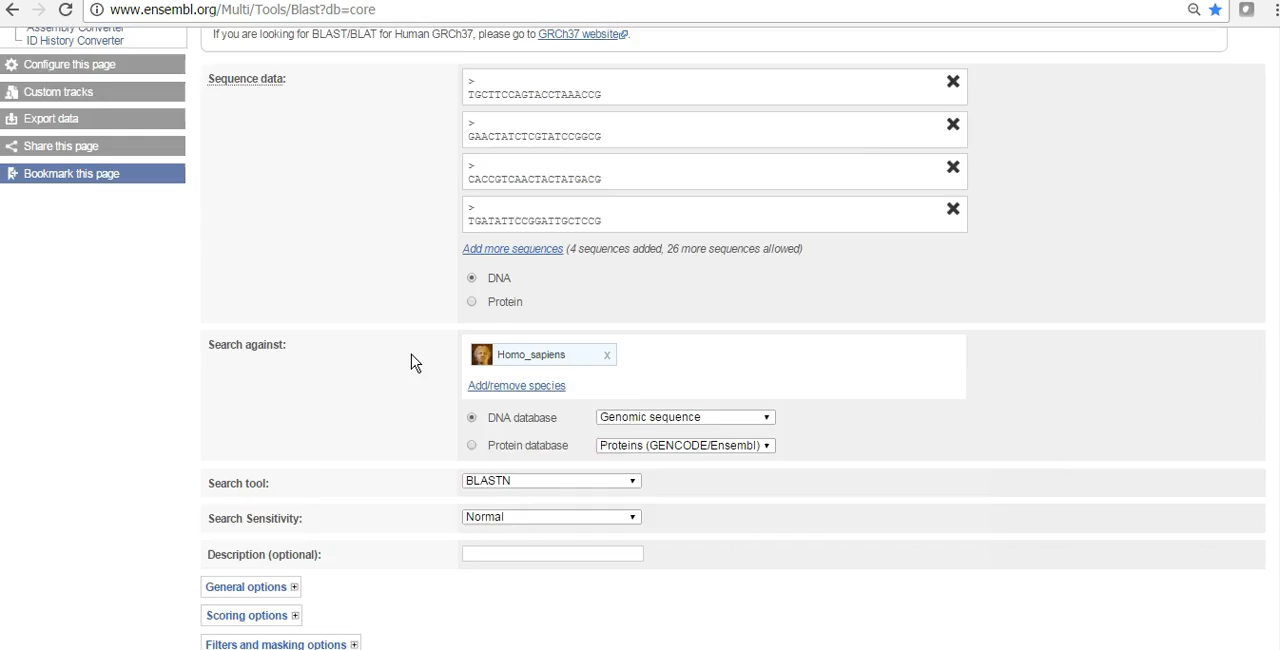 www.ensembl.org/Multi/Tools/Blast?db=core
Assembly Converter
ID History Converter
If you are looking for BLAST/BLAT for Human GRCh37, please go to GRCh37 website.
Configure this page
Custom tracks
Export data
Share this page
Bookmark this page
Sequence data:
>
TGCTTCCAGTACCTAAACCG
>
GAACTATCTCGTATCCGGCG
>
CACCGTCAACTACTATGACG
>
TGATATTCCGGATTGCTCCG
Add more sequences (4 sequences added, 26 more sequences allowed)
DNA
Protein
Search against:
Homo_sapiens x
Add/remove species
DNA database Genomic sequence
Protein database Proteins (GENCODE/Ensembl)
Search tool: BLASTN
Search Sensitivity: Normal
Description (optional):
General options
Scoring options
Filters and masking options